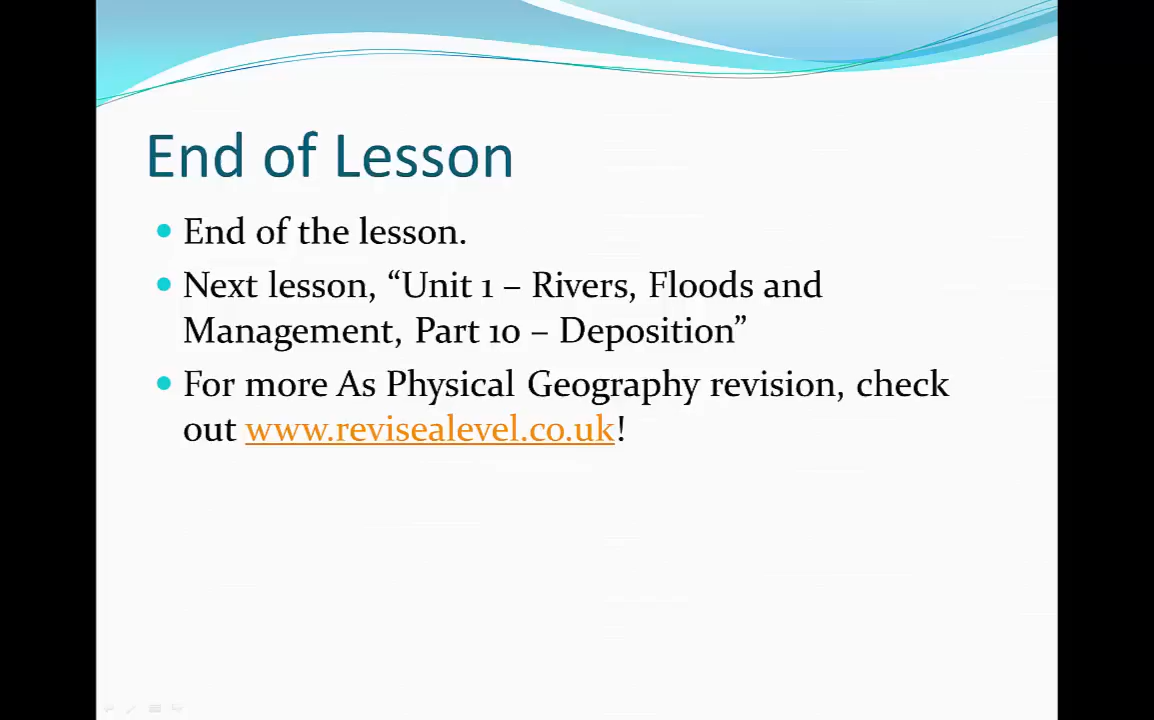 End of Lesson
End of the lesson.
Next lesson, “Unit 1 – Rivers, Floods and
Management, Part 10 – Deposition”
For more As Physical Geography revision, check
out www.revisealevel.co.uk!